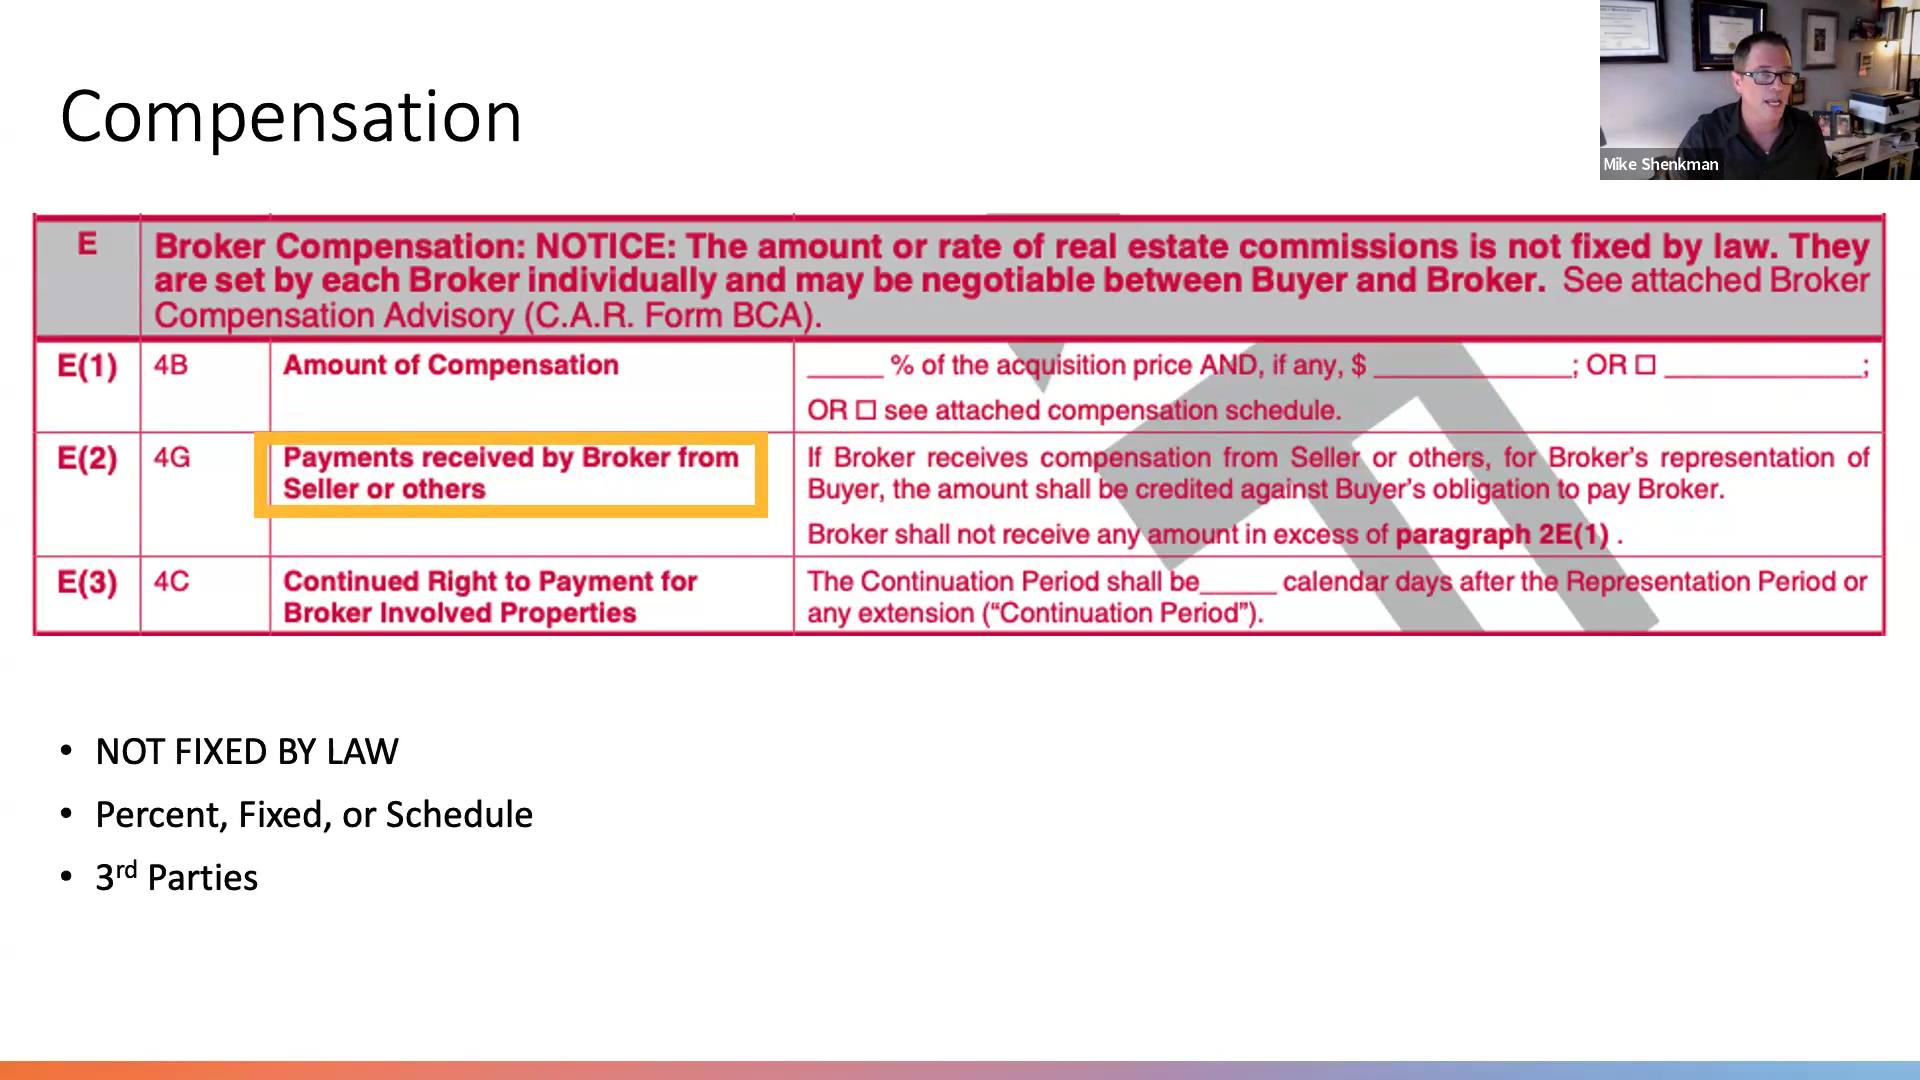 Compensation
Mike Shenkman
E Broker Compensation: NOTICE: The amount or rate of real estate commissions is not fixed by law. They
are set by each Broker individually and may be negotiable between Buyer and Broker. See attached Broker
Compensation Advisory (C.A.R. Form BCA).
E(1) 4B Amount of Compensation _____ % of the acquisition price AND, if any, $ _____________; OR ☐ _____________;
OR ☐ see attached compensation schedule.
E(2) 4G Payments received by Broker from If Broker receives compensation from Seller or others, for Broker's representation of
Seller or others Buyer, the amount shall be credited against Buyer's obligation to pay Broker.
Broker shall not receive any amount in excess of paragraph 2E(1) .
E(3) 4C Continued Right to Payment for The Continuation Period shall be_____ calendar days after the Representation Period or
Broker Involved Properties any extension (“Continuation Period”).
• NOT FIXED BY LAW
• Percent, Fixed, or Schedule
• 3rd Parties